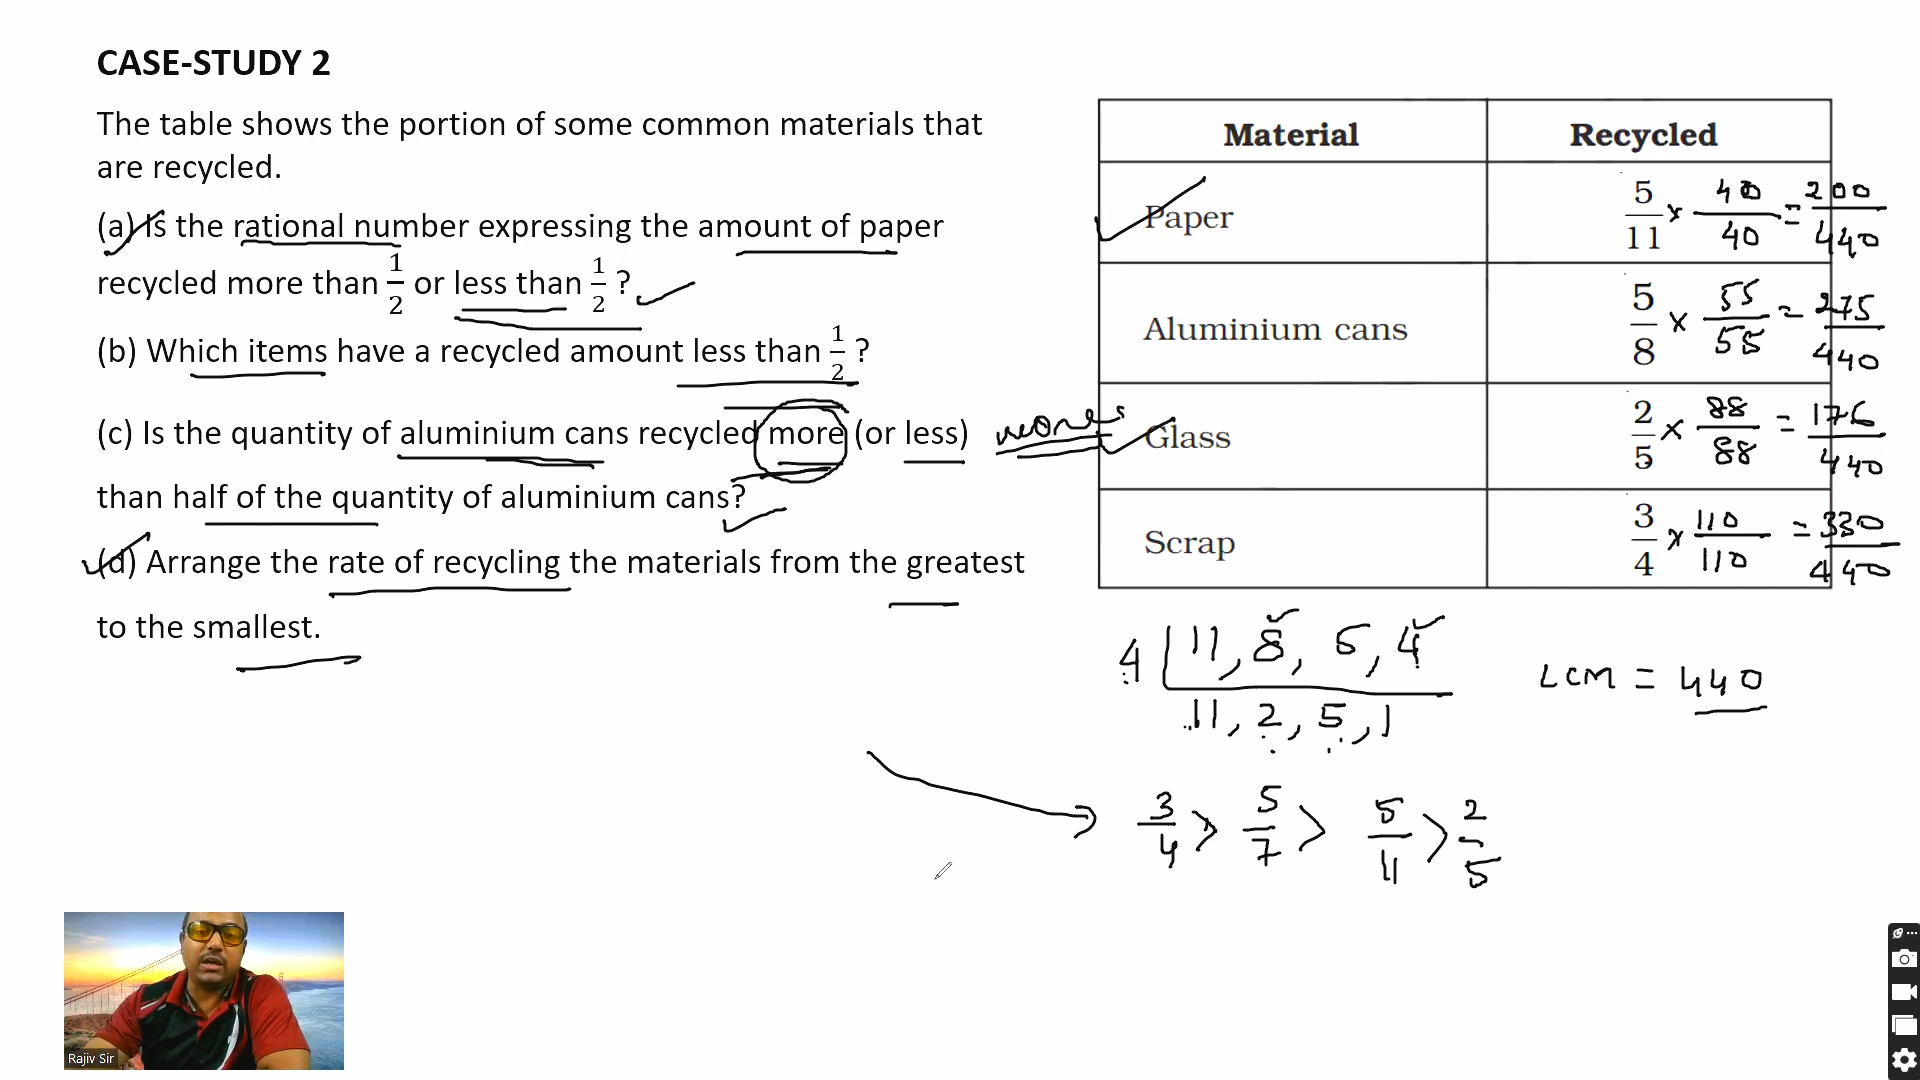 CASE-STUDY 2
The table shows the portion of some common materials that
are recycled.
(a) Is the rational number expressing the amount of paper
recycled more than 1/2 or less than 1/2 ?
(b) Which items have a recycled amount less than 1/2 ?
(c) Is the quantity of aluminium cans recycled more (or less) more
than half of the quantity of aluminium cans?
(d) Arrange the rate of recycling the materials from the greatest
to the smallest.
Material Recycled
Paper 5/11 × 40/40 = 200/440
Aluminium cans 5/8 × 55/55 = 275/440
Glass 2/5 × 88/88 = 176/440
Scrap 3/4 × 110/110 = 330/440
4 | 11, 8, 5, 4
11, 2, 5, 1
LCM = 440
3/4 > 5/7 > 5/11 > 2/5
Rajiv Sir